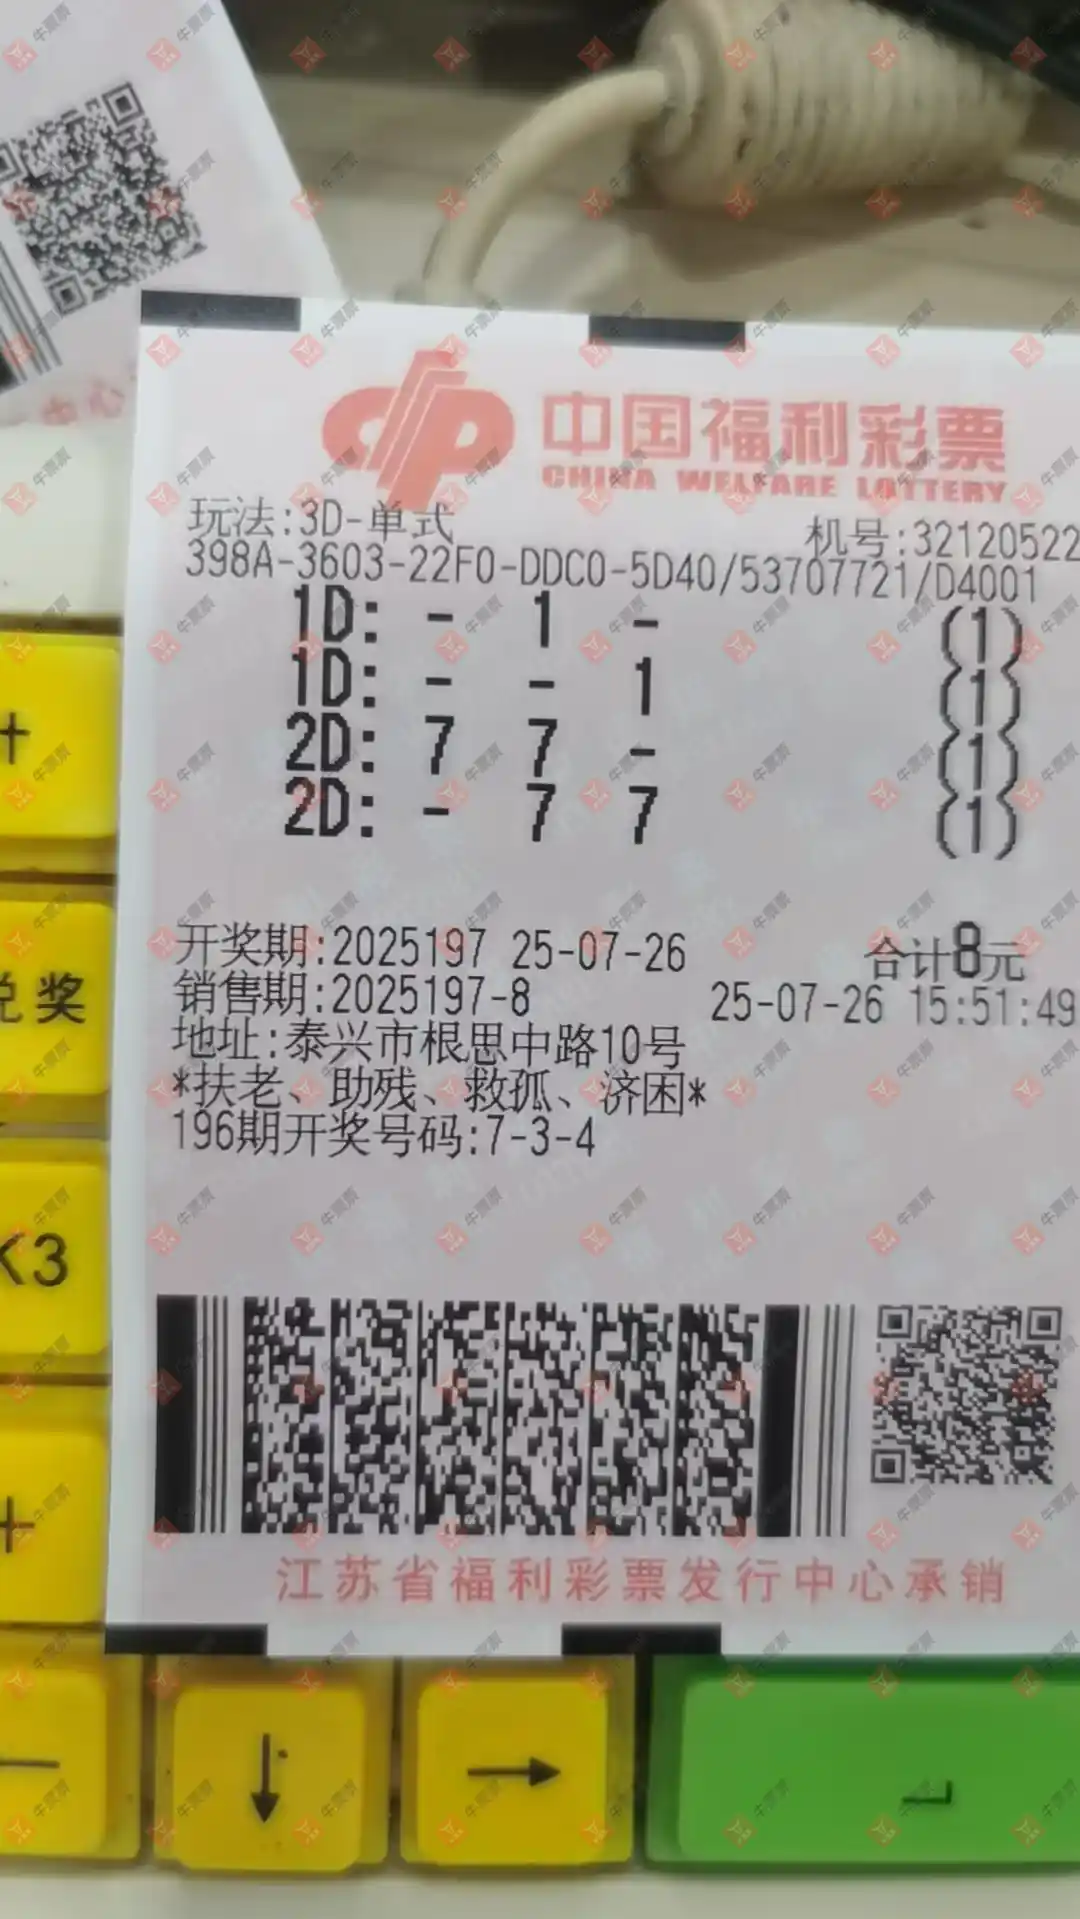 中国福利彩票
CHINA WELFARE LOTTERY
玩法:3D-单式
机号:32120522
398A-3603-22F0-DDC0-5D40/53707721/D4001
1D: - 1 - (1)
1D: - - 1 (1)
2D: 7 7 - (1)
2D: - 7 7 (1)
开奖期:2025197 25-07-26 合计8元
销售期:2025197-8 25-07-26 15:51:49
地址:泰兴市根思中路10号
*扶老、助残、救孤、济困*
196期开奖号码:7-3-4
江苏省福利彩票发行中心承销
+
兑奖
K3
+
—
↓
→
牛票票